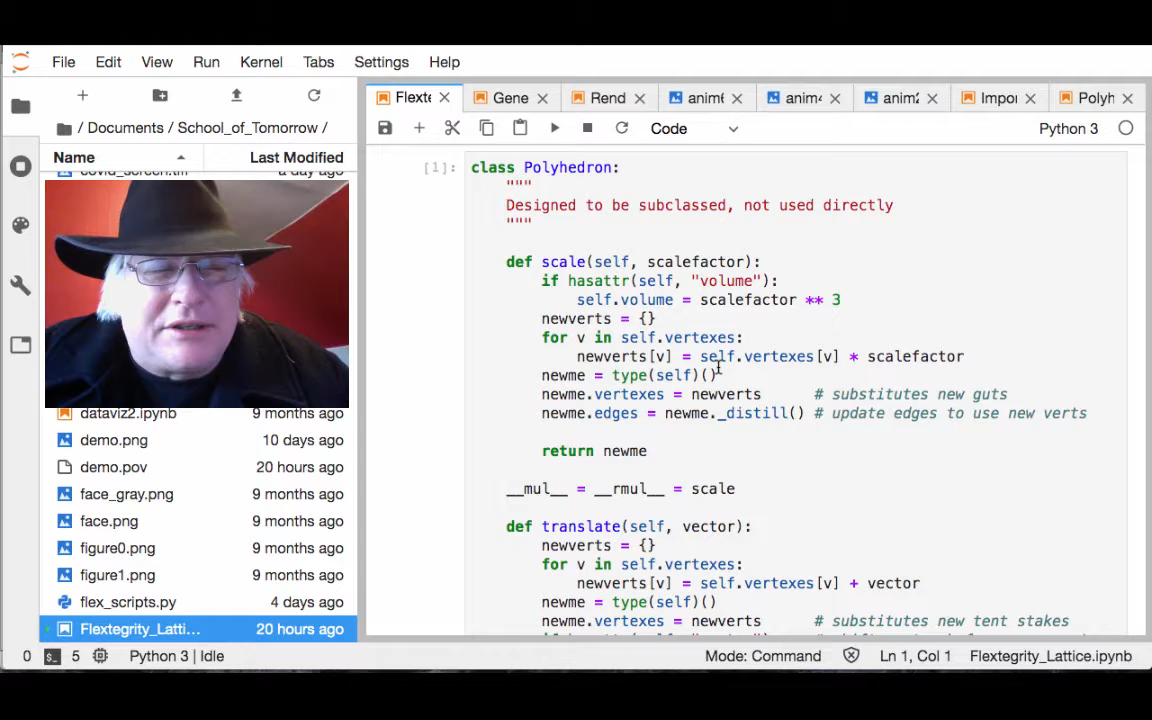 File Edit View Run Kernel Tabs Settings Help
Flexte Gene Rend anim6 anim4 anim2 Impor Polyh
/ Documents / School_of_Tomorrow /
Code Python 3
Name Last Modified
covid_screen.tiff a day ago
dataviz2.ipynb 9 months ago
demo.png 10 days ago
demo.pov 20 hours ago
face_gray.png 9 months ago
face.png 9 months ago
figure0.png 9 months ago
figure1.png 9 months ago
flex_scripts.py 4 days ago
Flextegrity_Latti... 20 hours ago
[1]:
class Polyhedron:
"""
Designed to be subclassed, not used directly
"""
def scale(self, scalefactor):
if hasattr(self, "volume"):
self.volume = scalefactor ** 3
newverts = {}
for v in self.vertexes:
newverts[v] = self.vertexes[v] * scalefactor
newme = type(self)()
newme.vertexes = newverts # substitutes new guts
newme.edges = newme._distill() # update edges to use new verts
return newme
__mul__ = __rmul__ = scale
def translate(self, vector):
newverts = {}
for v in self.vertexes:
newverts[v] = self.vertexes[v] + vector
newme = type(self)()
newme.vertexes = newverts # substitutes new tent stakes
0 5 Python 3 | Idle Mode: Command Ln 1, Col 1 Flextegrity_Lattice.ipynb